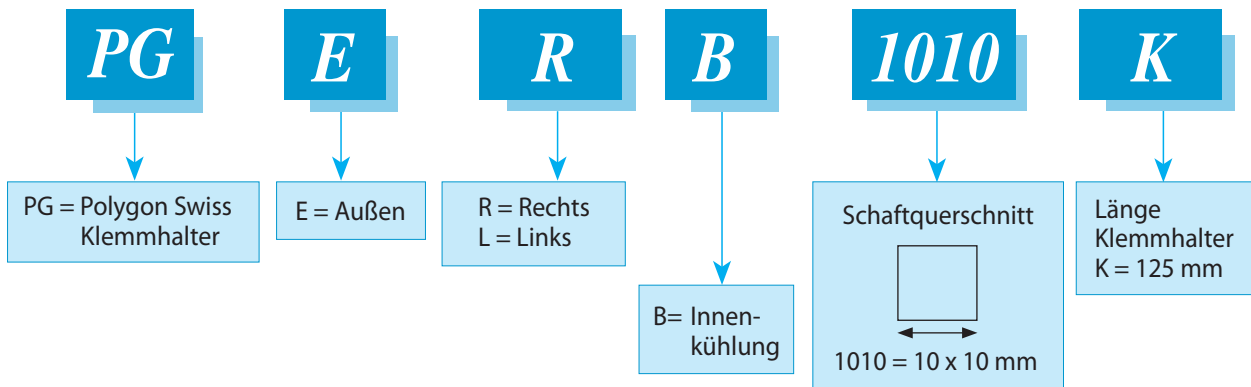 PG E R B 1010 K
PG = Polygon Swiss
Klemmhalter
E = Außen
R = Rechts
L = Links
B= Innen-
kühlung
Schaftquerschnitt
1010 = 10 x 10 mm
Länge
Klemmhalter
K = 125 mm